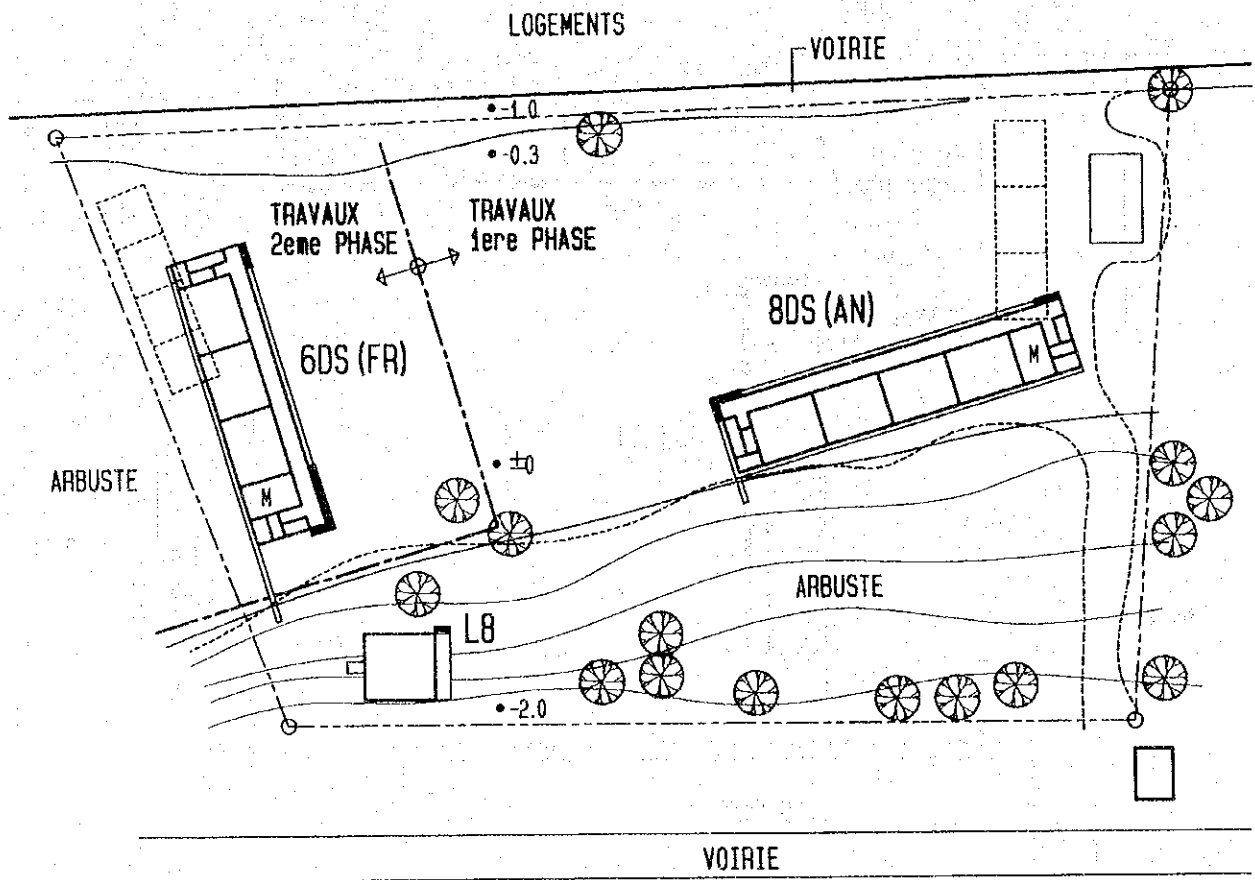 LOGEMENTS
VOIRIE
-1.0
-0.3
TRAVAUX
2eme PHASE
TRAVAUX
1ere PHASE
8DS (AN)
M
6DS (FR)
±0
ARBUSTE
M
ARBUSTE
L8
-2.0
VOIRIE